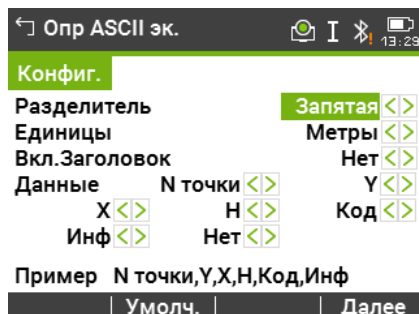 Опр ASCII эк.
13:29
Конфиг.
Разделитель Запятая
Единицы Метры
Вкл.Заголовок Нет
Данные N точки Y
X H Код
Инф Нет
Пример N точки,Y,X,H,Код,Инф
Умолч. Далее